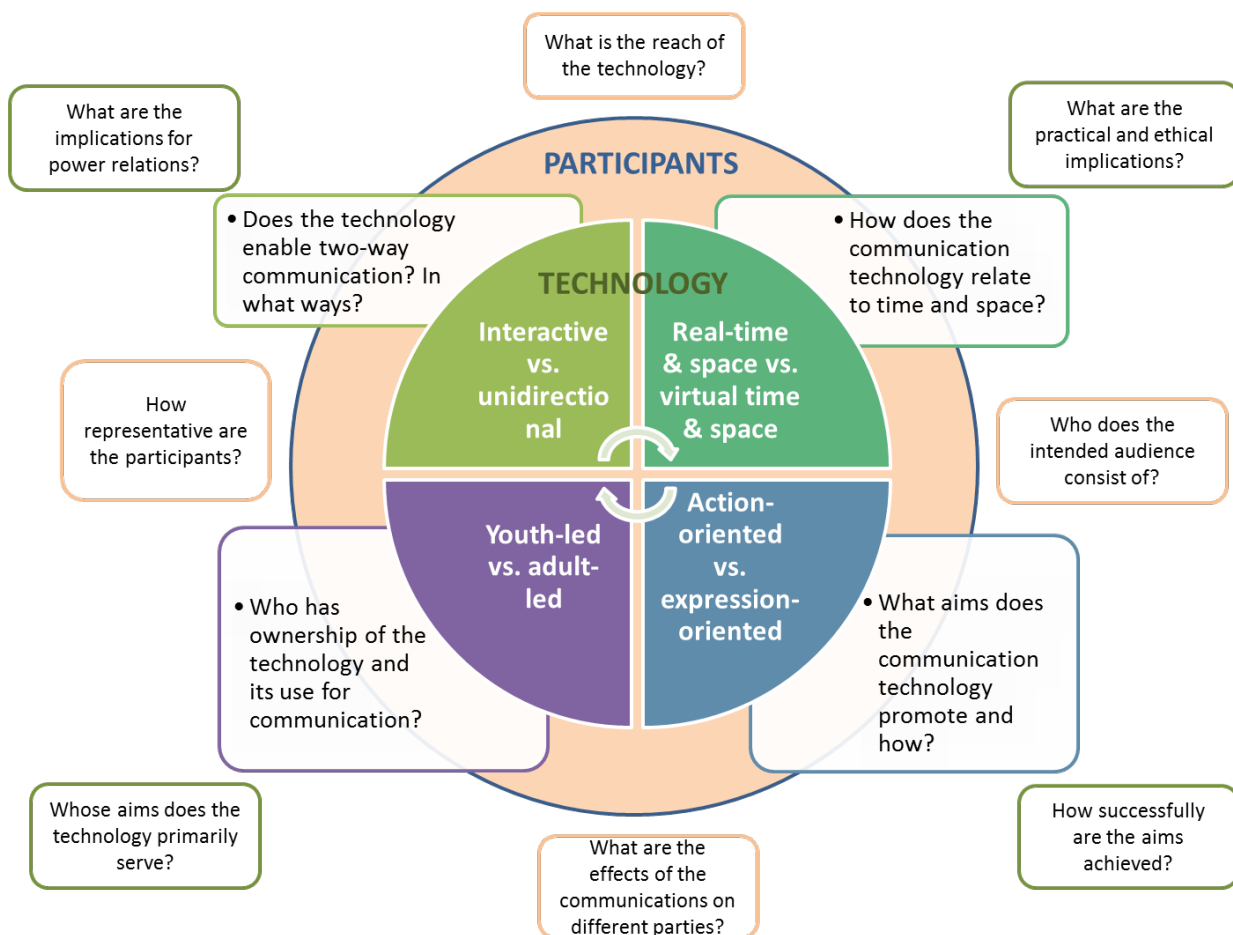 What is the reach of
the technology?
What are the
implications for
power relations?
What are the
practical and ethical
implications?
PARTICIPANTS
• Does the technology
enable two-way
communication? In
what ways?
• How does the
communication
technology relate
to time and space?
TECHNOLOGY
Interactive
vs.
unidirectio
nal
Real-time
& space vs.
virtual time
& space
How
representative are
the participants?
Who does the
intended audience
consist of?
Youth-led
vs. adult-
led
Action-
oriented
vs.
expression-
oriented
• Who has
ownership of the
technology and
its use for
communication?
• What aims does
the
communication
technology
promote and
how?
Whose aims does the
technology primarily
serve?
What are the
effects of the
communications on
different parties?
How successfully
are the aims
achieved?